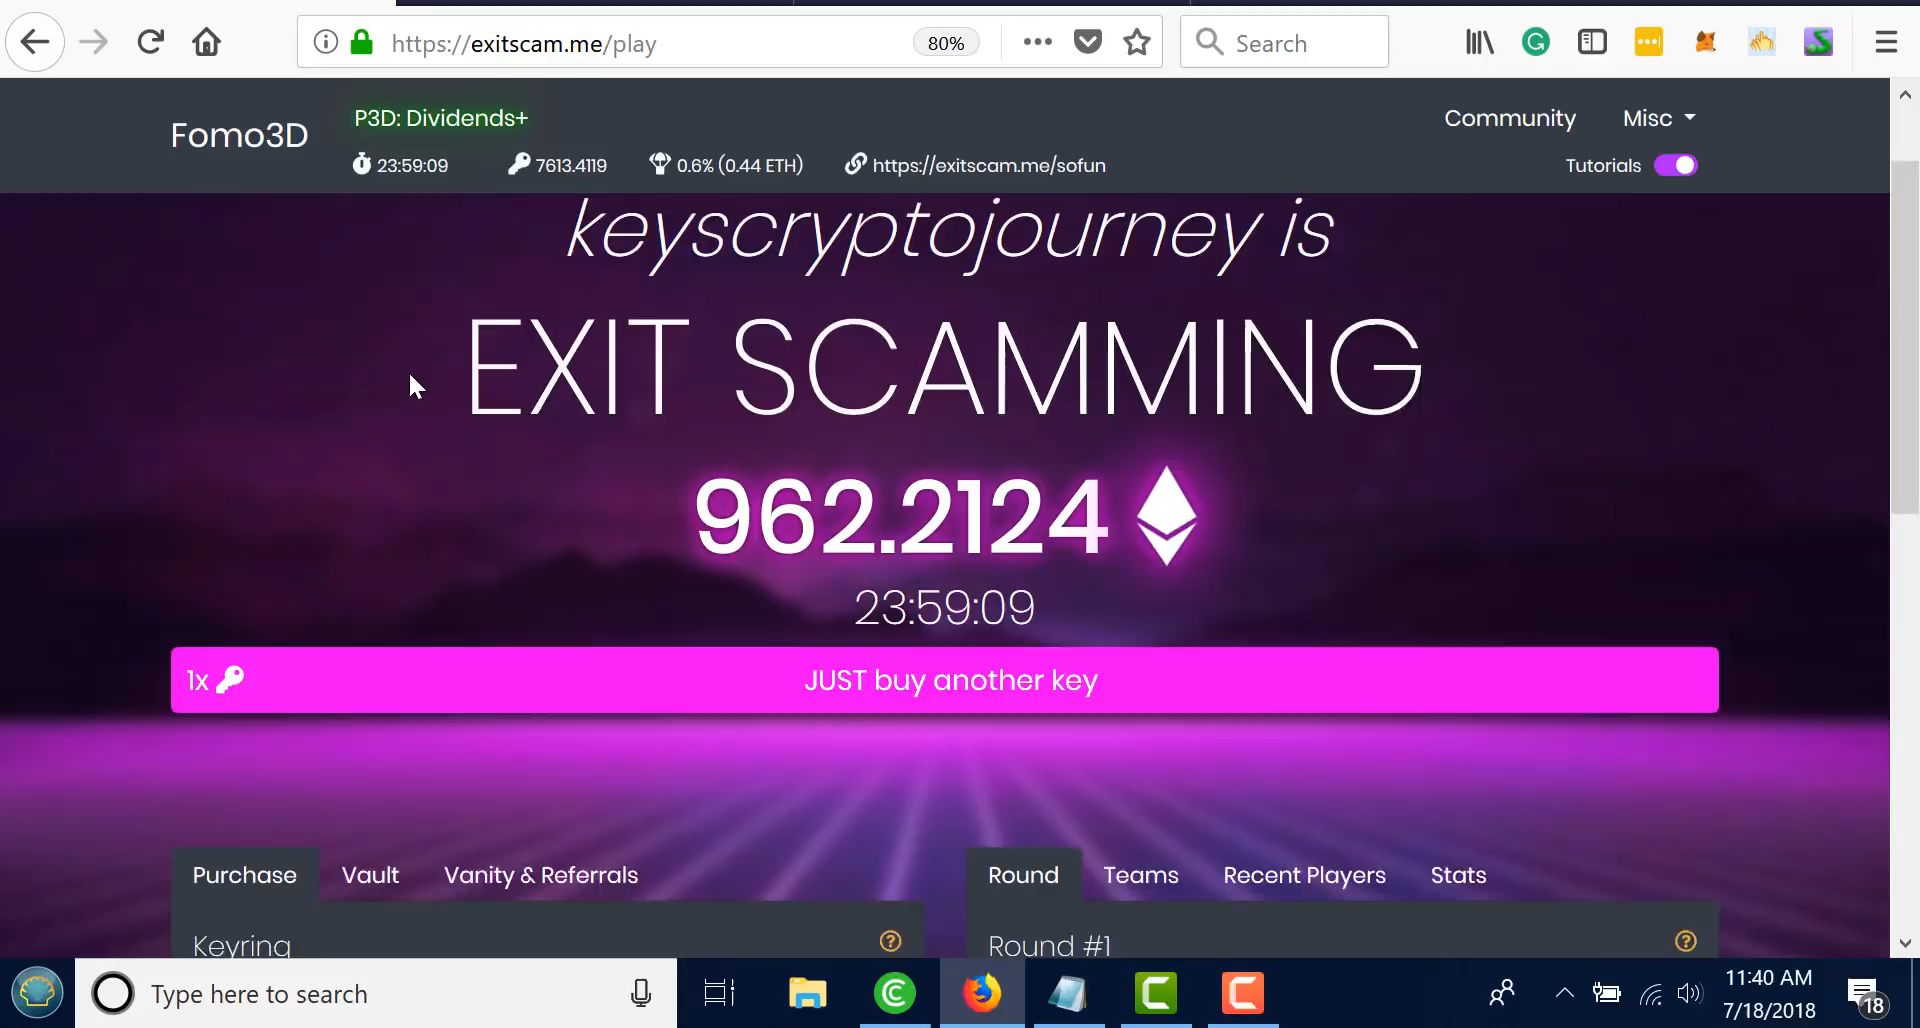 https://exitscam.me/play
80%
Search
Fomo3D
P3D: Dividends+
Community
Misc
23:59:09
7613.4119
0.6% (0.44 ETH)
https://exitscam.me/sofun
Tutorials
keyscryptojourney is
EXIT SCAMMING
962.2124
23:59:09
1x
JUST buy another key
Purchase
Vault
Vanity & Referrals
Round
Teams
Recent Players
Stats
Keyring
Round #1
Type here to search
11:40 AM
7/18/2018
18